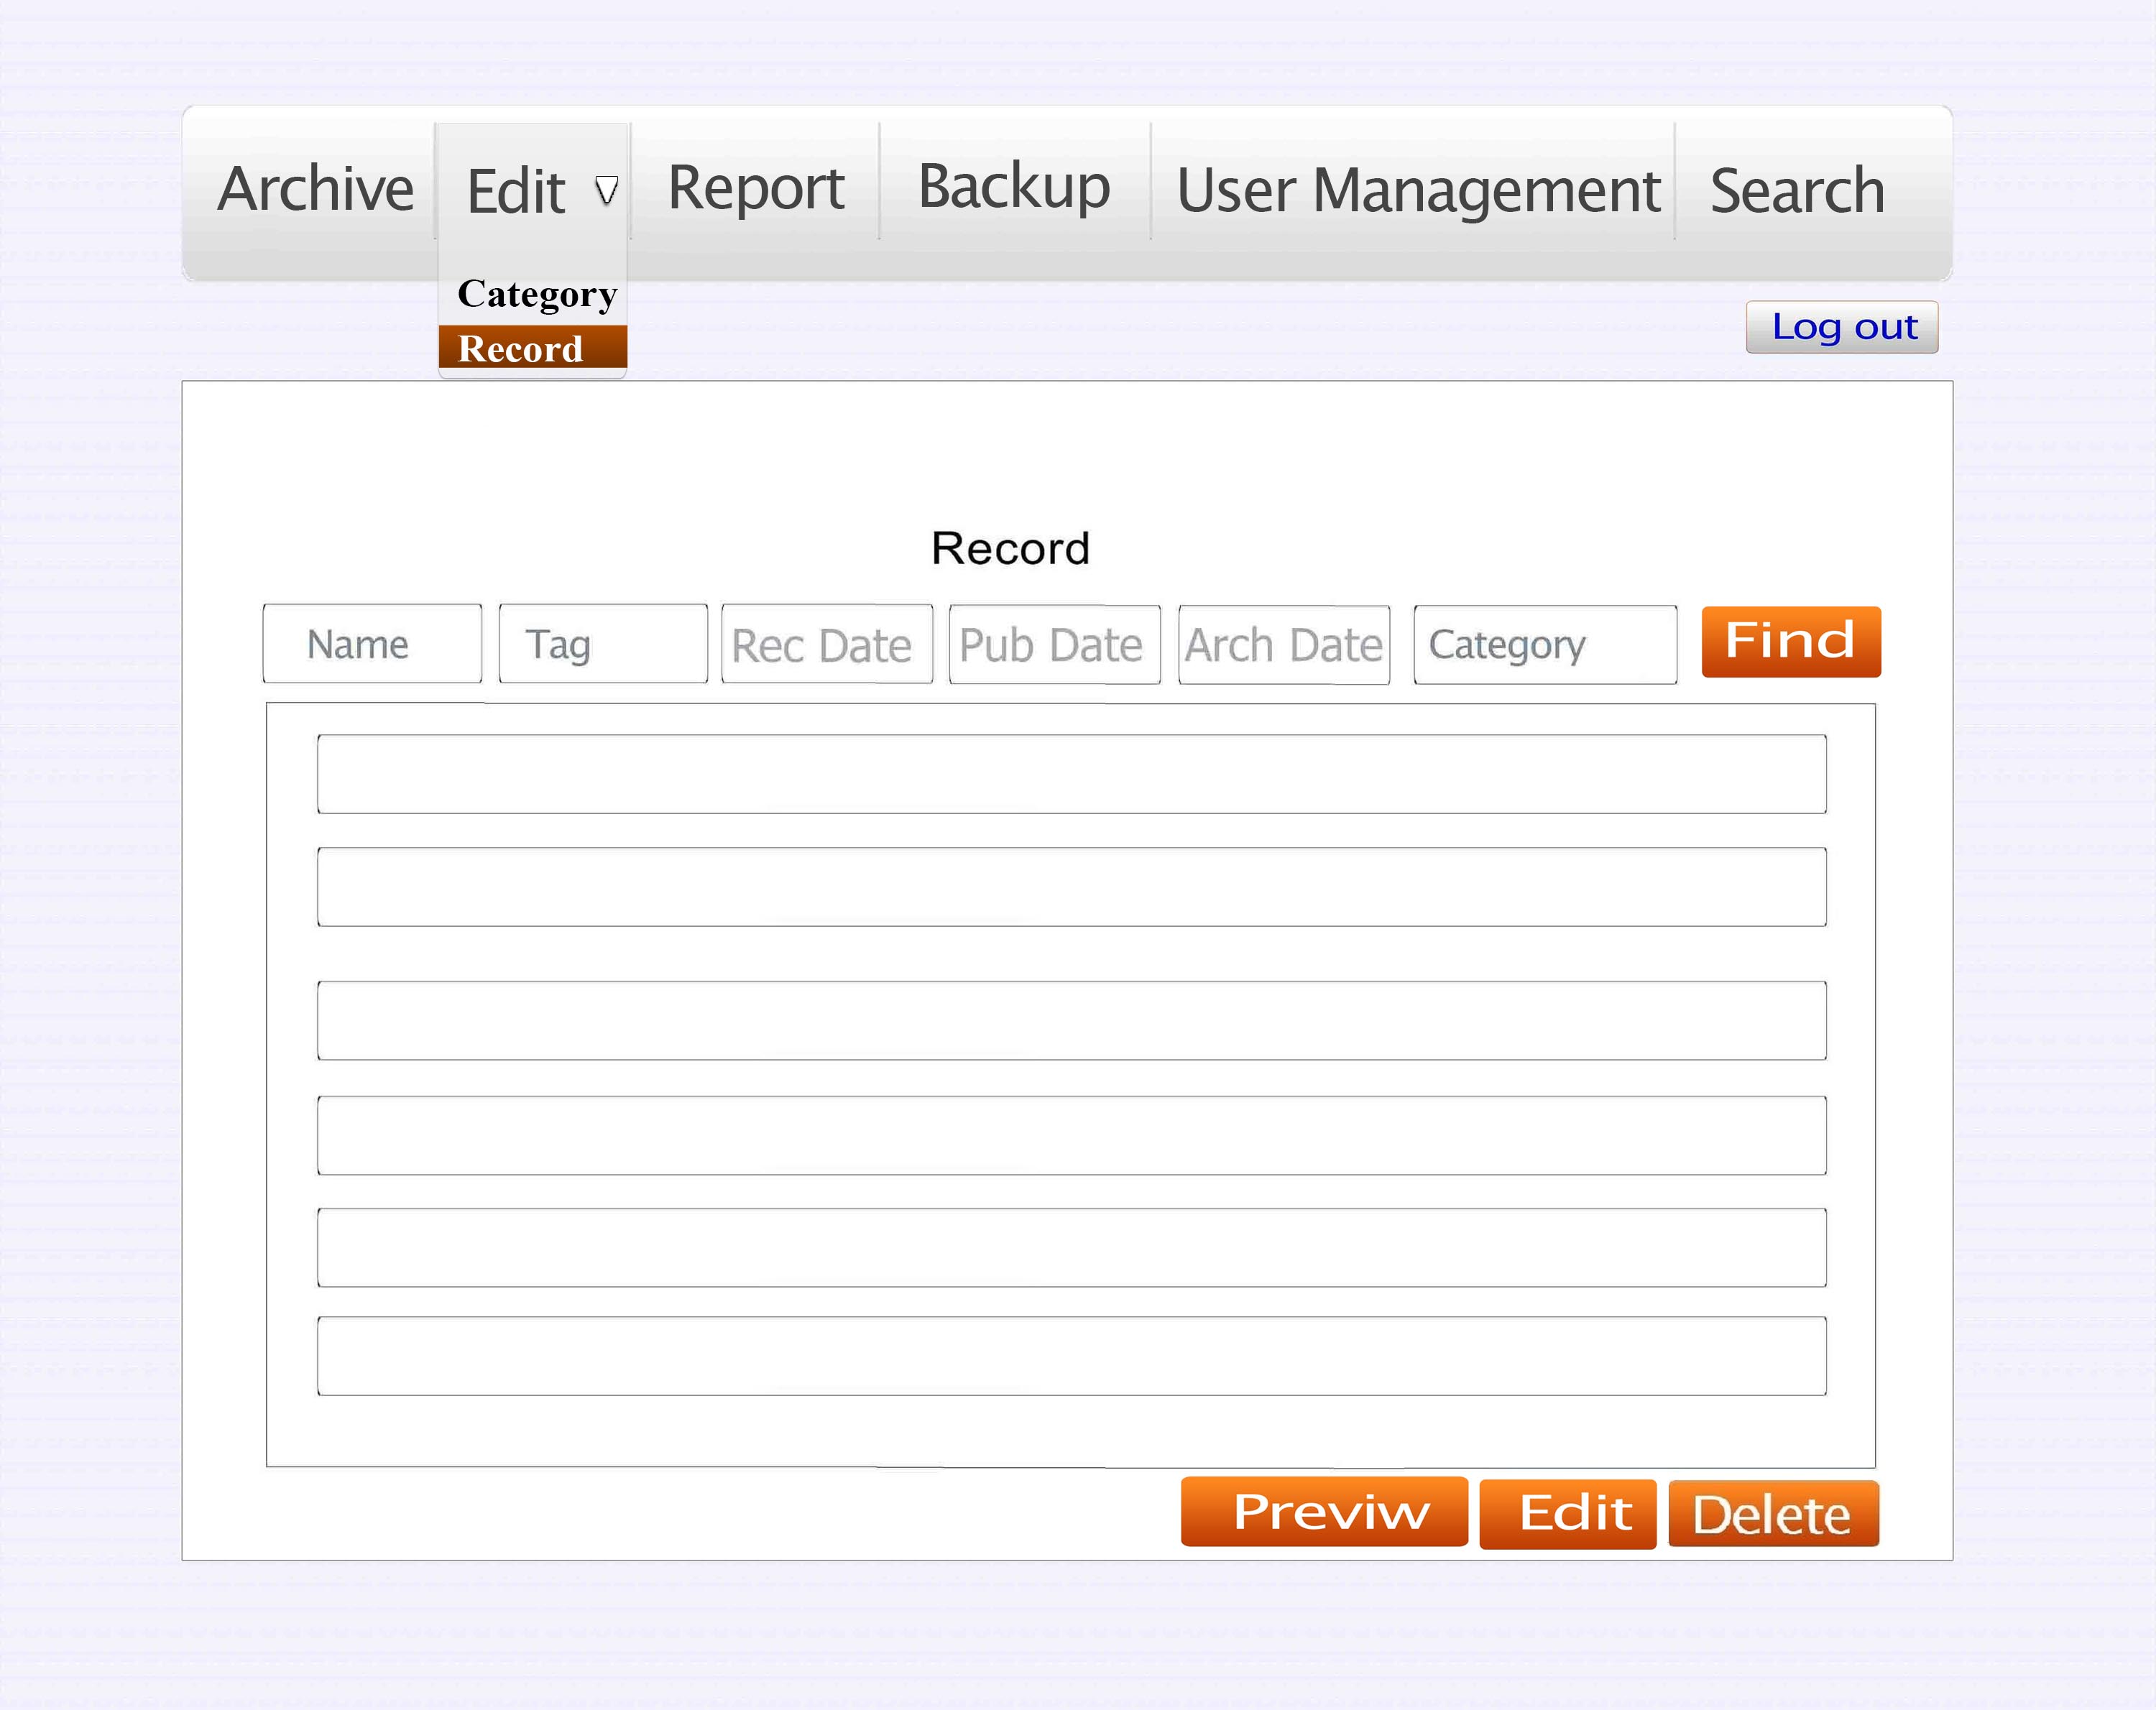 Archive Edit Report Backup User Management Search
Category
Record
Log out
Record
Name Tag Rec Date Pub Date Arch Date Category Find
Previw Edit Delete